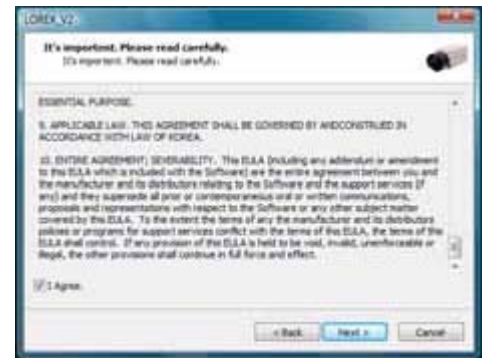 LOREX V2
It's important. Please read carefully.
It's important. Please read carefully.
ESSENTIAL PURPOSE.
9. APPLICABLE LAW. THIS AGREEMENT SHALL BE GOVERNED BY ANDCONSTRUED IN
ACCORDANCE WITH LAW OF KOREA.
10. ENTIRE AGREEMENT; SEVERABILITY. This EULA (including any addendum or amendment
to this EULA which is included with the Software) are the entire agreement between you and
the manufacturer and its distributors relating to the Software and the support services (if
any) and they supersede all prior or contemporaneous oral or written communications,
proposals and representations with respect to the Software or any other subject matter
covered by this EULA. To the extent the terms of any the manufacturer and its distributors
policies or programs for support services conflict with the terms of this EULA, the terms of this
EULA shall control. If any provision of this EULA is held to be void, invalid, unenforceable or
illegal, the other provisions shall continue in full force and effect.
I Agree.
< Back Next > Cancel